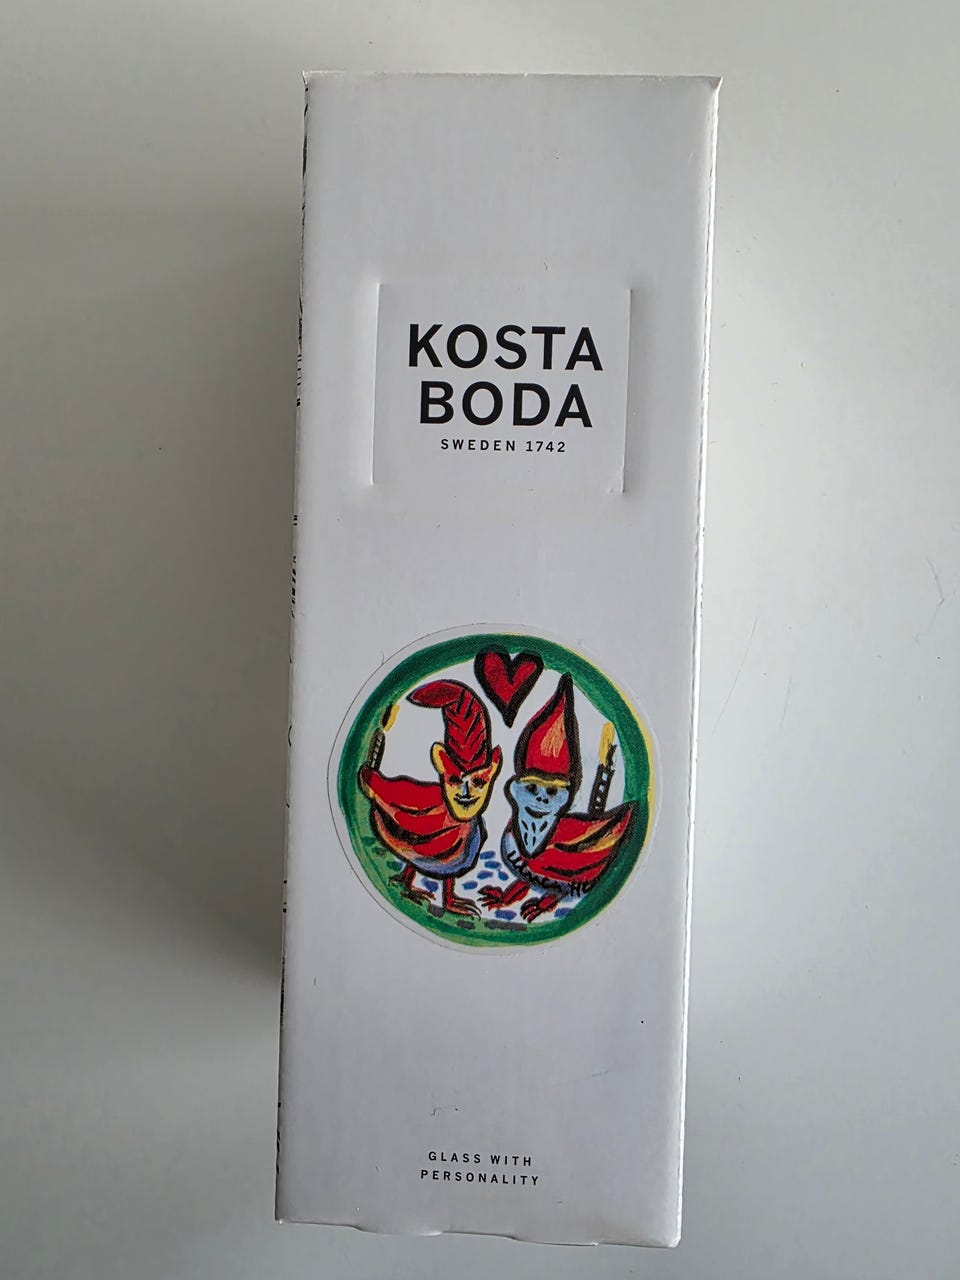 KOSTA
BODA
SWEDEN 1742
GLASS WITH
PERSONALITY